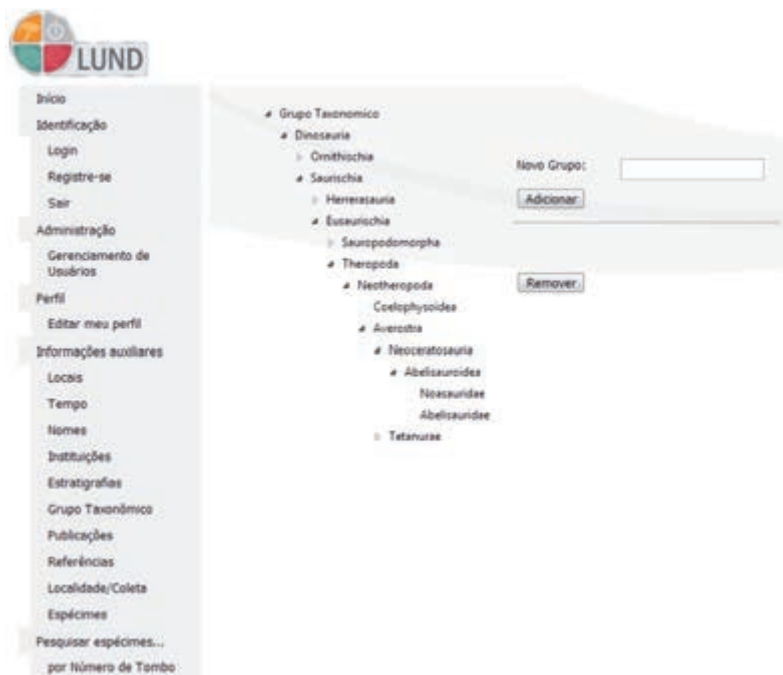 LUND
Início
Identificação
Login
Registre-se
Sair
Administração
Gerenciamento de
Usuários
Perfil
Editar meu perfil
Informações auxiliares
Locais
Tempo
Nomes
Instituições
Estratigrafias
Grupo Taxonômico
Publicações
Referências
Localidade/Coleta
Espécimes
Pesquisar espécimes...
por Número de Tombo
Grupo Taxonomico
Dinosauria
Ornithischia
Saurischia
Herrerasauria
Eusaurischia
Sauropodomorpha
Theropoda
Neotheropoda
Coelophysoidea
Averostra
Neoceratosauria
Abelisauroidea
Noasauridae
Abelisauridae
Tetanurae
Novo Grupo:
Adicionar
Remover